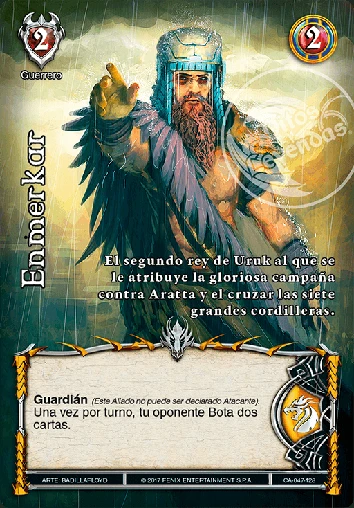 2
2
Guerrero
Enmerkar
El segundo rey de Uruk al que se
le atribuye la gloriosa campaña
contra Aratta y el cruzar las siete
grandes cordilleras.
Guardián (Este Aliado no puede ser declarado Atacante)
Una vez por turno, tu oponente Bota dos
cartas.
ARTE: BADILLAFLOYD
© 2017 FENIX ENTERTAINMENT S.P.A.